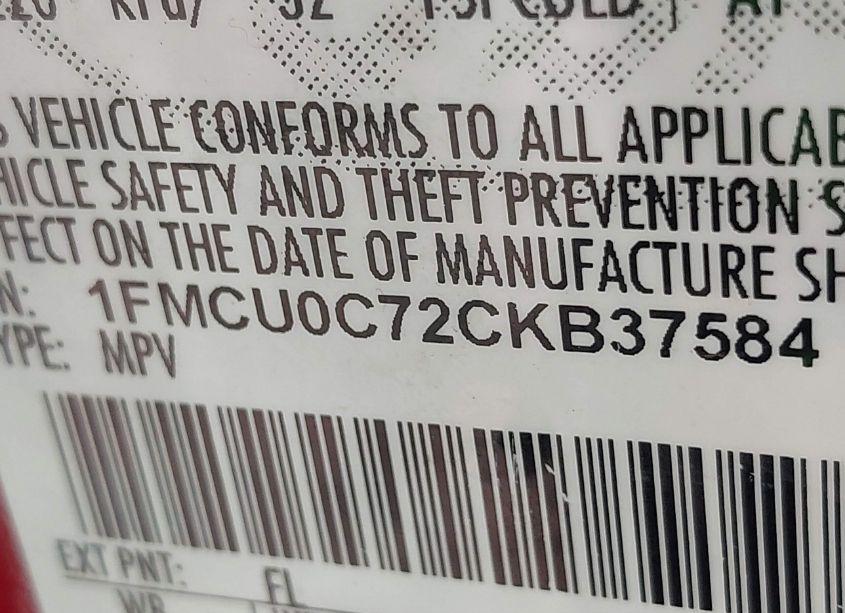 VEHICLE CONFORMS TO ALL APPLICAB
HICLE SAFETY AND THEFT PREVENTION S
FECT ON THE DATE OF MANUFACTURE SH
N: 1FMCU0C72CKB37584
YPE: MPV
EXT PNT: FL